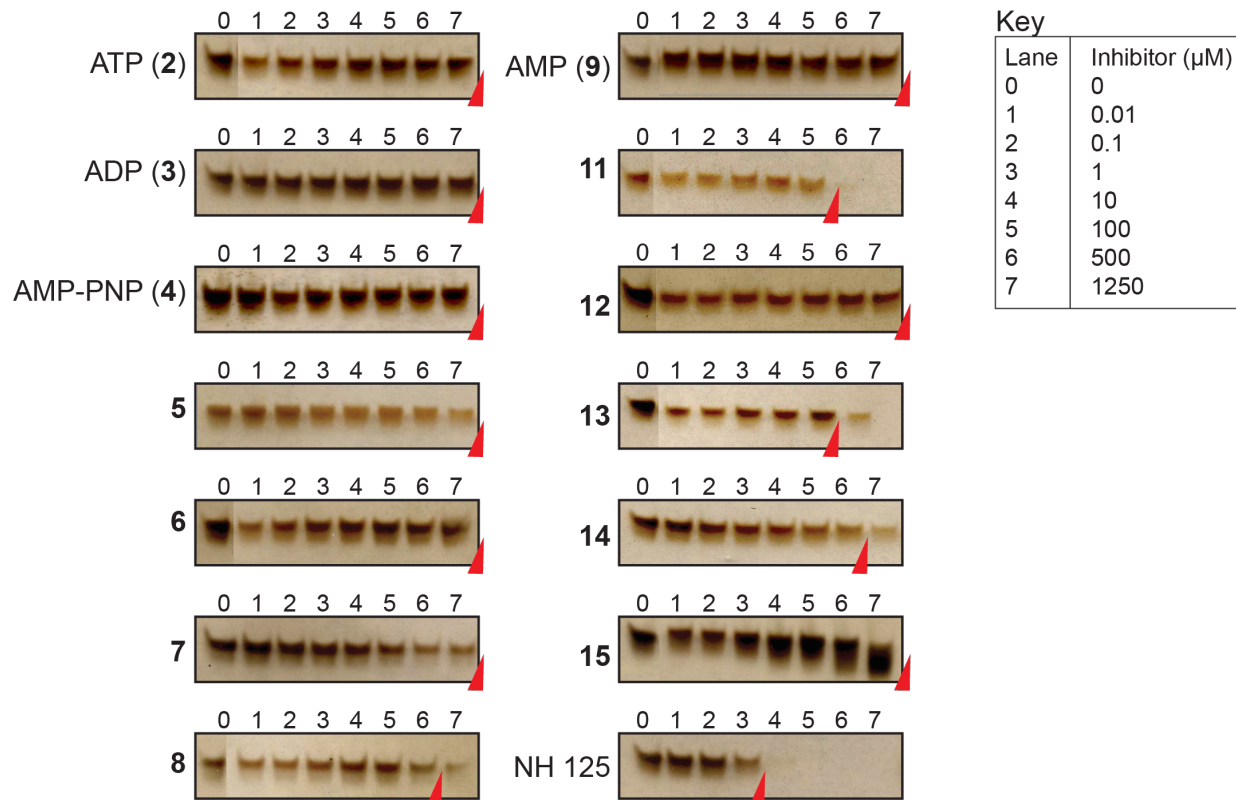 0 1 2 3 4 5 6 7
ATP (2)
0 1 2 3 4 5 6 7
ADP (3)
0 1 2 3 4 5 6 7
AMP-PNP (4)
0 1 2 3 4 5 6 7
5
0 1 2 3 4 5 6 7
6
0 1 2 3 4 5 6 7
7
0 1 2 3 4 5 6 7
8
0 1 2 3 4 5 6 7
AMP (9)
0 1 2 3 4 5 6 7
11
0 1 2 3 4 5 6 7
12
0 1 2 3 4 5 6 7
13
0 1 2 3 4 5 6 7
14
0 1 2 3 4 5 6 7
15
0 1 2 3 4 5 6 7
NH 125
Key
Lane Inhibitor (µM)
0 0
1 0.01
2 0.1
3 1
4 10
5 100
6 500
7 1250